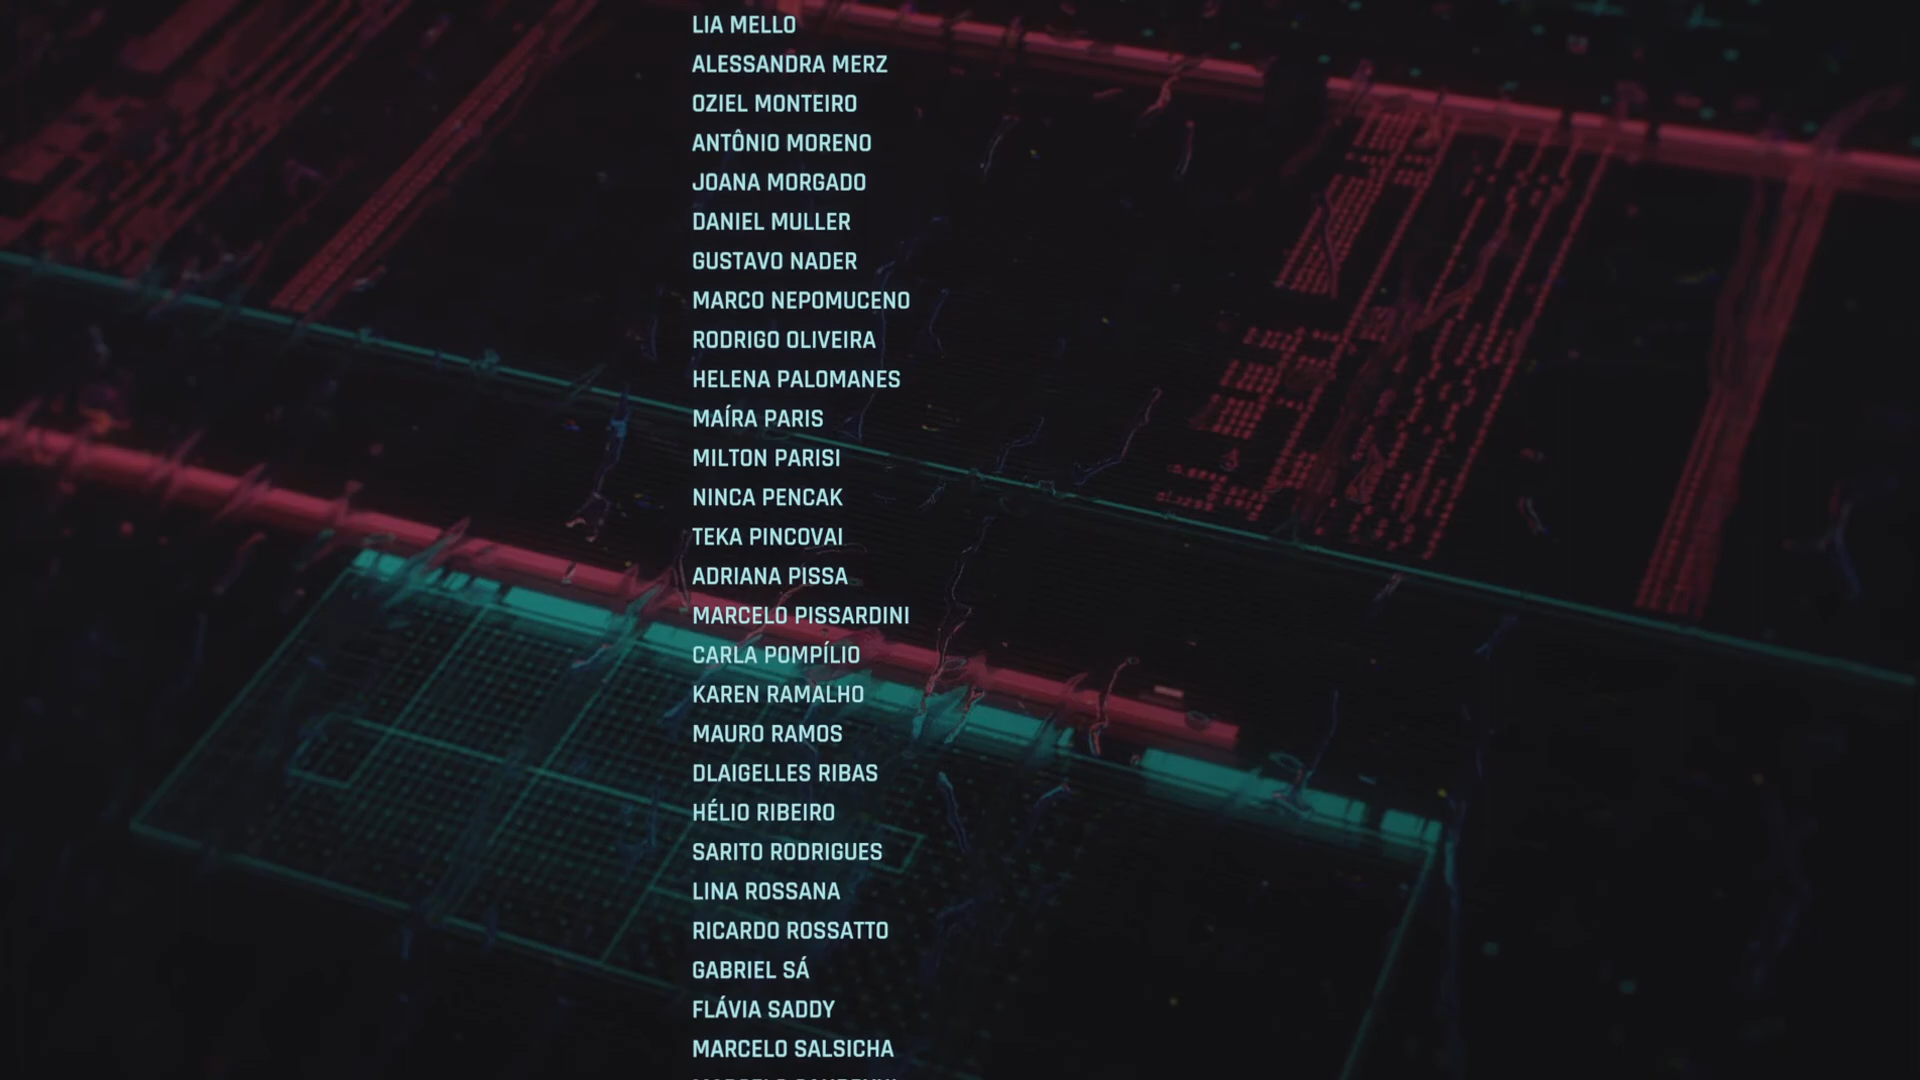 LIA MELLO
ALESSANDRA MERZ
OZIEL MONTEIRO
ANTÔNIO MORENO
JOANA MORGADO
DANIEL MULLER
GUSTAVO NADER
MARCO NEPOMUCENO
RODRIGO OLIVEIRA
HELENA PALOMANES
MAÍRA PARIS
MILTON PARISI
NINCA PENCAK
TEKA PINCOVAI
ADRIANA PISSA
MARCELO PISSARDINI
CARLA POMPÍLIO
KAREN RAMALHO
MAURO RAMOS
DLAIGELLES RIBAS
HÉLIO RIBEIRO
SARITO RODRIGUES
LINA ROSSANA
RICARDO ROSSATTO
GABRIEL SÁ
FLÁVIA SADDY
MARCELO SALSICHA